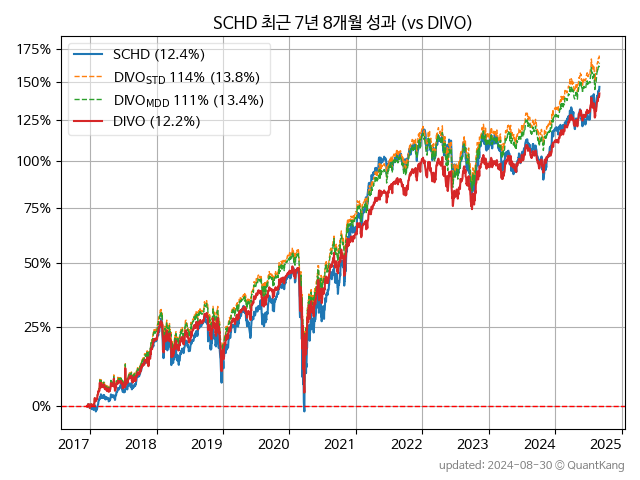 SCHD 최근 7년 8개월 성과 (vs DIVO)
175%
150%
125%
100%
75%
50%
25%
0%
SCHD (12.4%)
DIVO_STD 114% (13.8%)
DIVO_MDD 111% (13.4%)
DIVO (12.2%)
2017 2018 2019 2020 2021 2022 2023 2024 2025
updated: 2024-08-30 © QuantKang